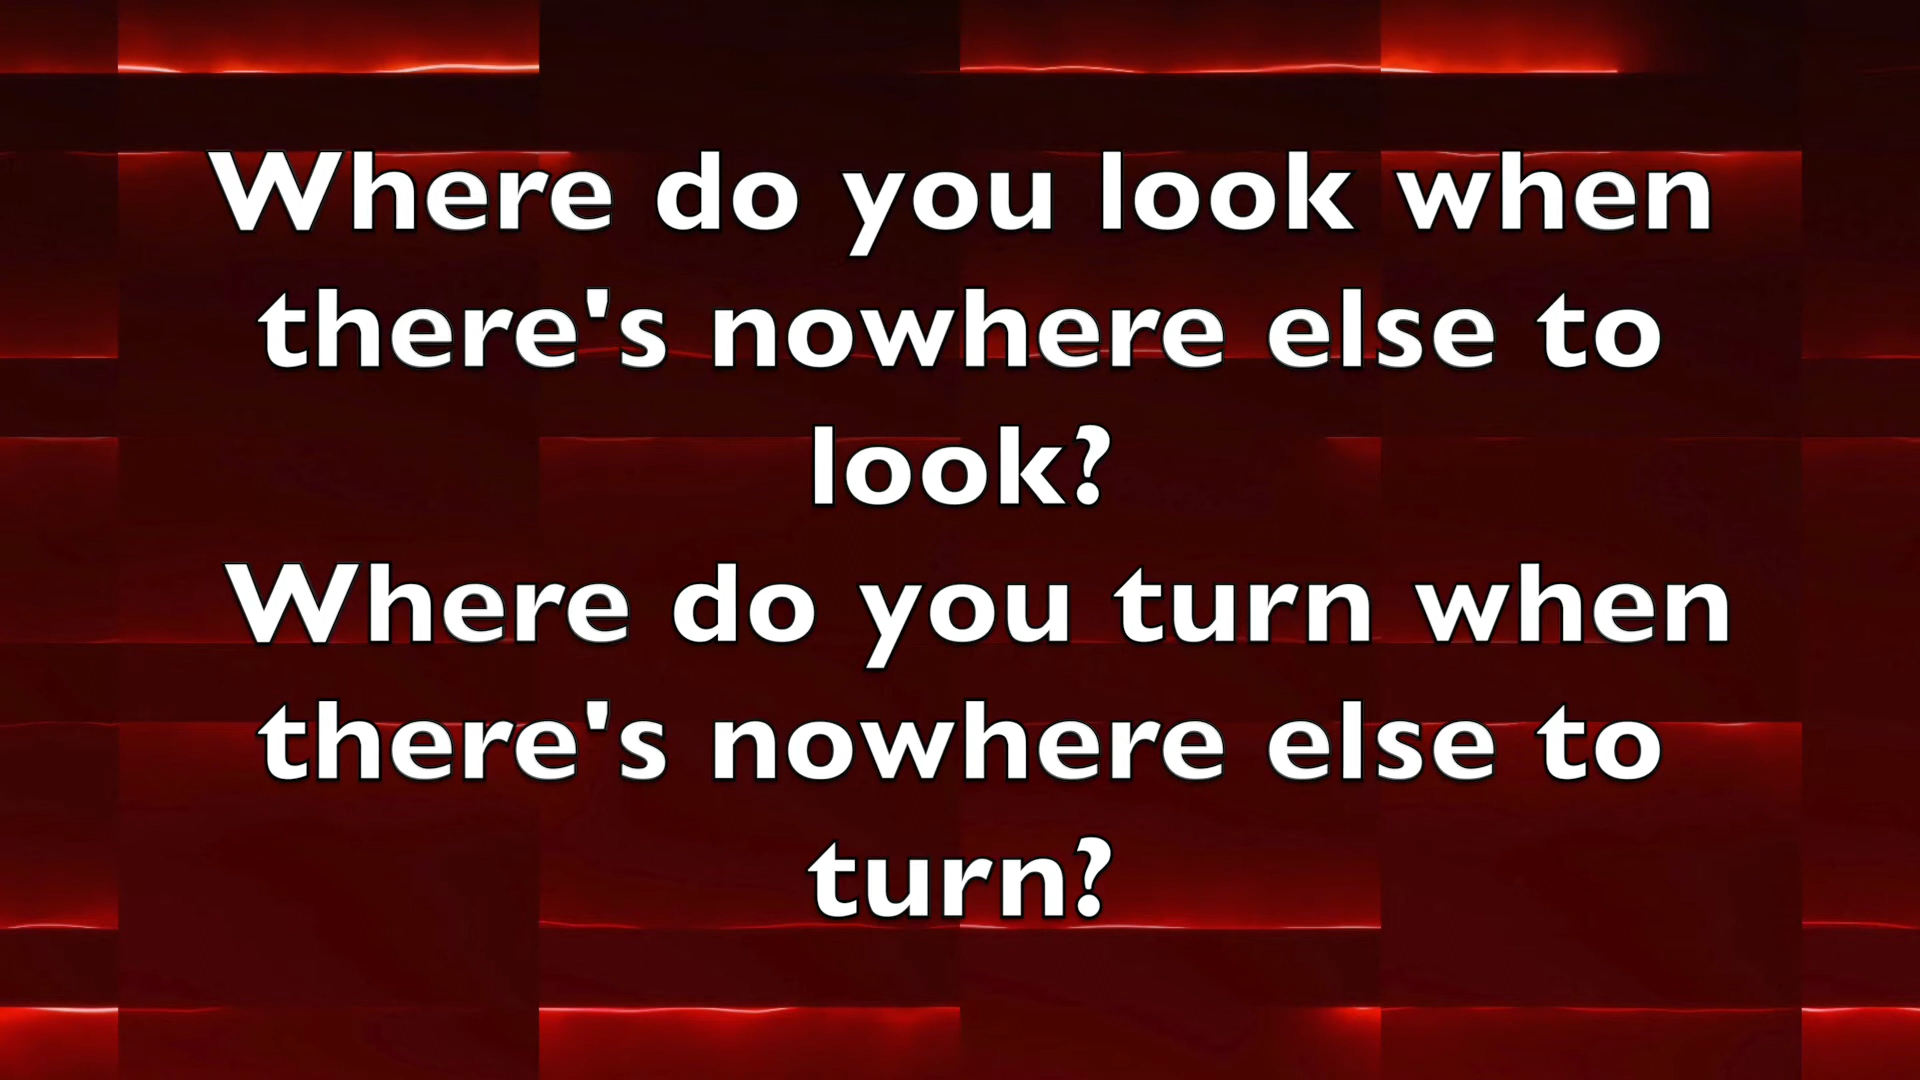 Where do you look when
there's nowhere else to
look?
Where do you turn when
there's nowhere else to
turn?